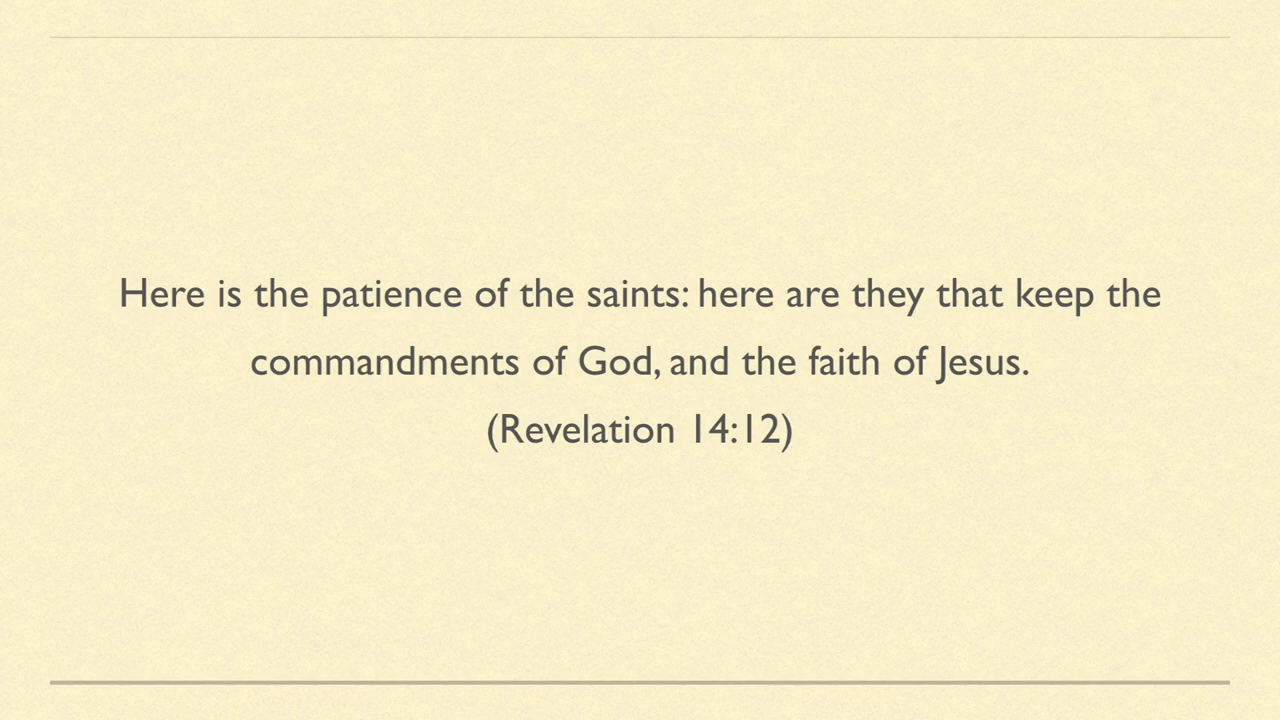 Here is the patience of the saints: here are they that keep the
commandments of God, and the faith of Jesus.
(Revelation 14:12)